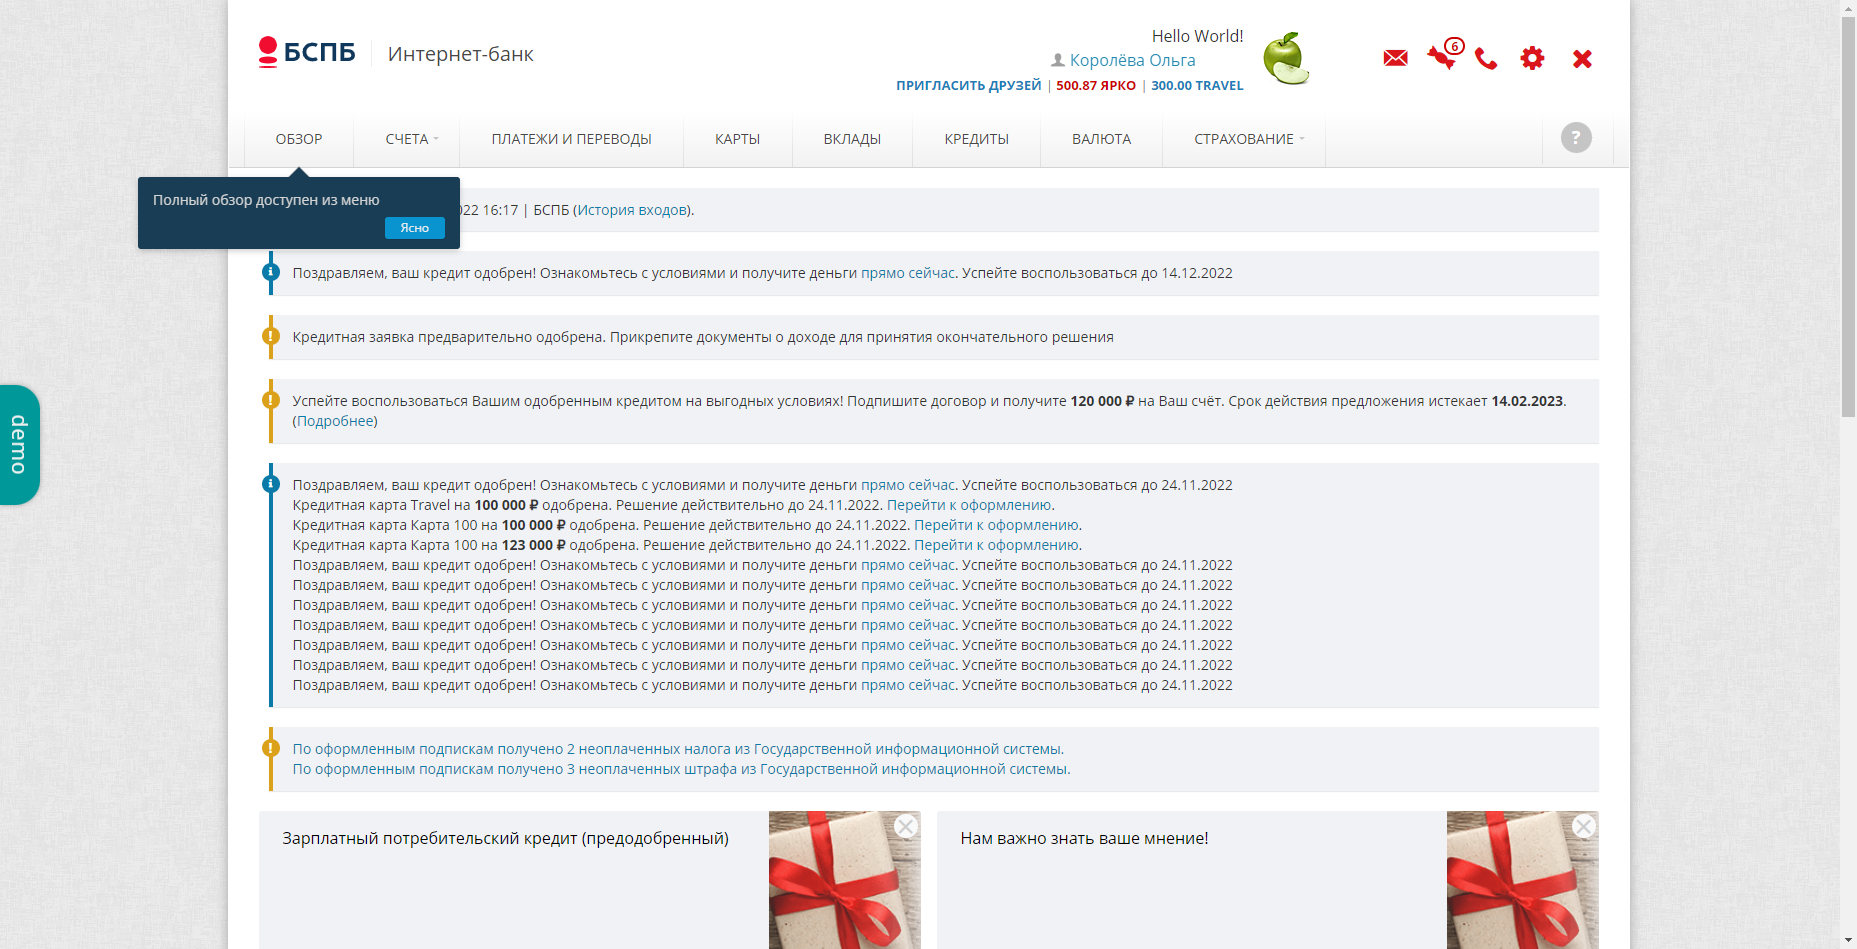 БСПБ Интернет-банк
Hello World!
Королёва Ольга
ПРИГЛАСИТЬ ДРУЗЕЙ | 500.87 ЯРКО | 300.00 TRAVEL
6
ОБЗОР СЧЕТА ПЛАТЕЖИ И ПЕРЕВОДЫ КАРТЫ ВКЛАДЫ КРЕДИТЫ ВАЛЮТА СТРАХОВАНИЕ ?
Полный обзор доступен из меню
Ясно
022 16:17 | БСПБ (История входов).
Поздравляем, ваш кредит одобрен! Ознакомьтесь с условиями и получите деньги прямо сейчас. Успейте воспользоваться до 14.12.2022
Кредитная заявка предварительно одобрена. Прикрепите документы о доходе для принятия окончательного решения
Успейте воспользоваться Вашим одобренным кредитом на выгодных условиях! Подпишите договор и получите 120 000 ₽ на Ваш счёт. Срок действия предложения истекает 14.02.2023.
(Подробнее)
demo
Поздравляем, ваш кредит одобрен! Ознакомьтесь с условиями и получите деньги прямо сейчас. Успейте воспользоваться до 24.11.2022
Кредитная карта Travel на 100 000 ₽ одобрена. Решение действительно до 24.11.2022. Перейти к оформлению.
Кредитная карта Карта 100 на 100 000 ₽ одобрена. Решение действительно до 24.11.2022. Перейти к оформлению.
Кредитная карта Карта 100 на 123 000 ₽ одобрена. Решение действительно до 24.11.2022. Перейти к оформлению.
Поздравляем, ваш кредит одобрен! Ознакомьтесь с условиями и получите деньги прямо сейчас. Успейте воспользоваться до 24.11.2022
Поздравляем, ваш кредит одобрен! Ознакомьтесь с условиями и получите деньги прямо сейчас. Успейте воспользоваться до 24.11.2022
Поздравляем, ваш кредит одобрен! Ознакомьтесь с условиями и получите деньги прямо сейчас. Успейте воспользоваться до 24.11.2022
Поздравляем, ваш кредит одобрен! Ознакомьтесь с условиями и получите деньги прямо сейчас. Успейте воспользоваться до 24.11.2022
Поздравляем, ваш кредит одобрен! Ознакомьтесь с условиями и получите деньги прямо сейчас. Успейте воспользоваться до 24.11.2022
Поздравляем, ваш кредит одобрен! Ознакомьтесь с условиями и получите деньги прямо сейчас. Успейте воспользоваться до 24.11.2022
Поздравляем, ваш кредит одобрен! Ознакомьтесь с условиями и получите деньги прямо сейчас. Успейте воспользоваться до 24.11.2022
По оформленным подпискам получено 2 неоплаченных налога из Государственной информационной системы.
По оформленным подпискам получено 3 неоплаченных штрафа из Государственной информационной системы.
Зарплатный потребительский кредит (предодобренный)
Нам важно знать ваше мнение!